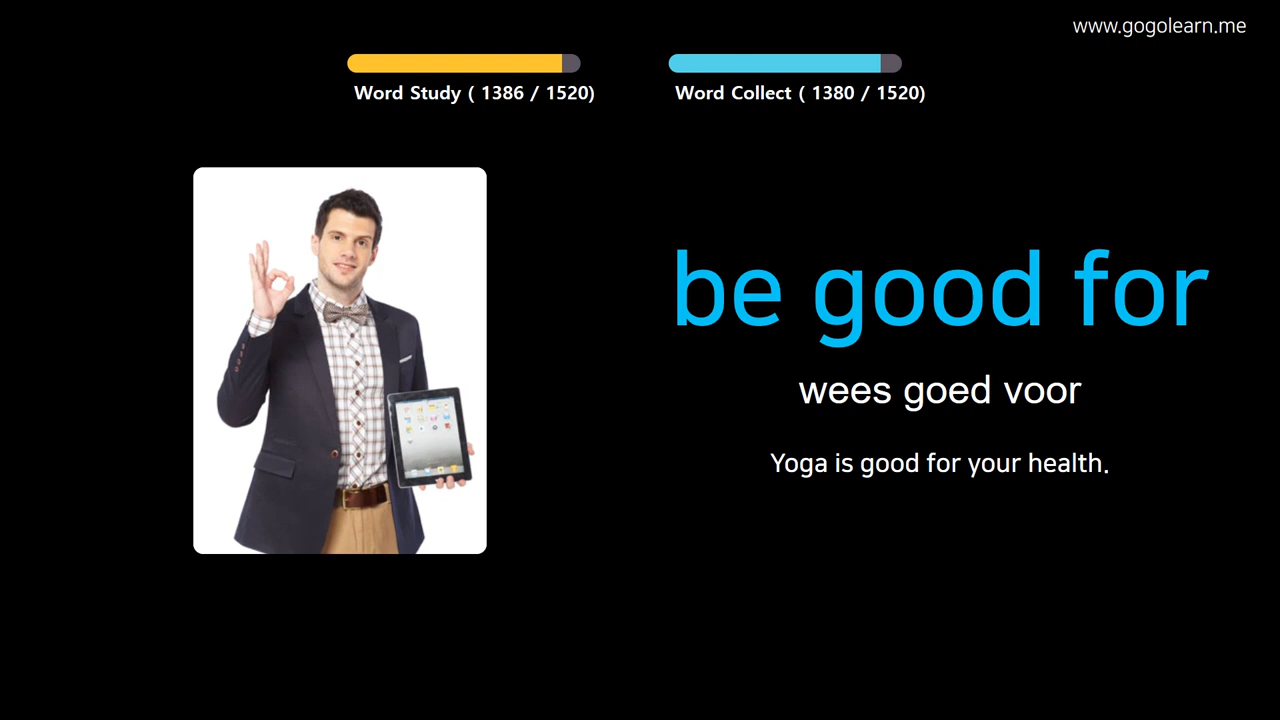 www.gogolearn.me
Word Study ( 1386 / 1520)
Word Collect ( 1380 / 1520)
be good for
wees goed voor
Yoga is good for your health.